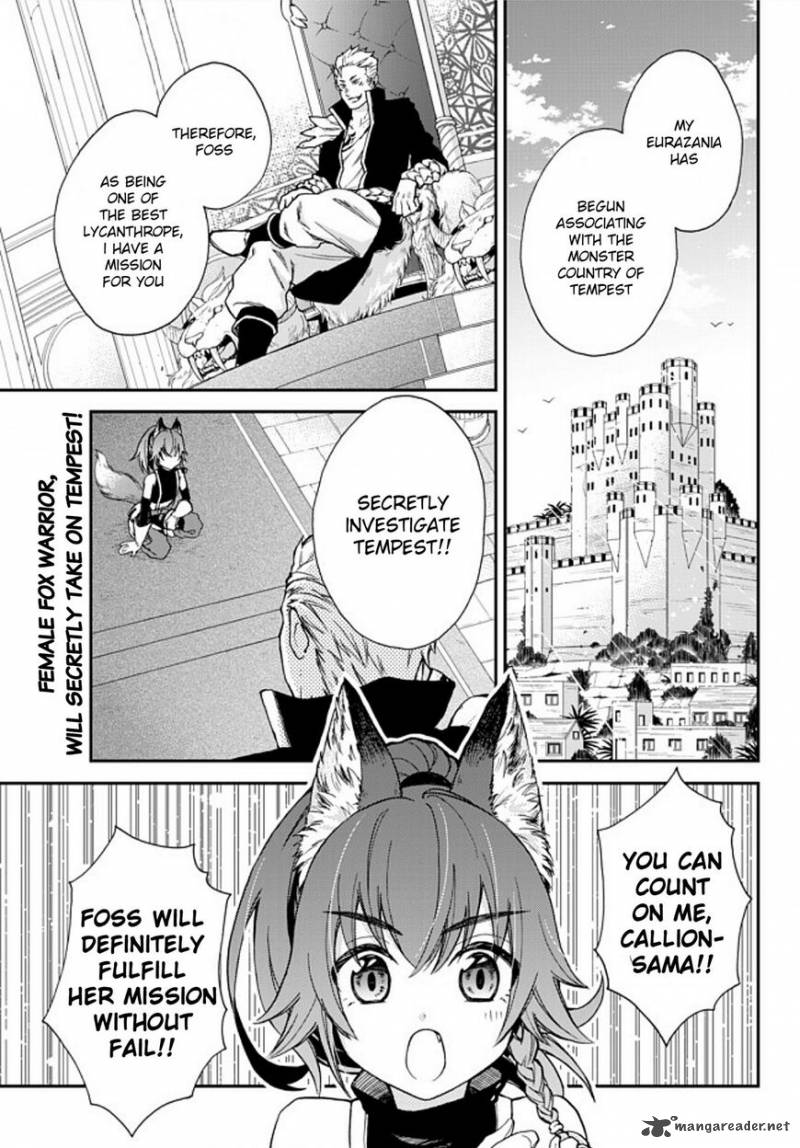 MY
EURAZANIA
HAS
BEGUN
ASSOCIATING
WITH THE
MONSTER
COUNTRY OF
TEMPEST
THEREFORE,
FOSS
AS BEING
ONE OF
THE BEST
LYCANTHROPE,
I HAVE A
MISSION
FOR YOU
SECRETLY
INVESTIGATE
TEMPEST!!
FEMALE FOX WARRIOR,
WILL SECRETLY TAKE ON TEMPEST!
YOU CAN
COUNT
ON ME,
CALLION-
SAMA!!
FOSS WILL
DEFINITELY
FULFILL
HER MISSION
WITHOUT
FAIL!!
mangareader.net